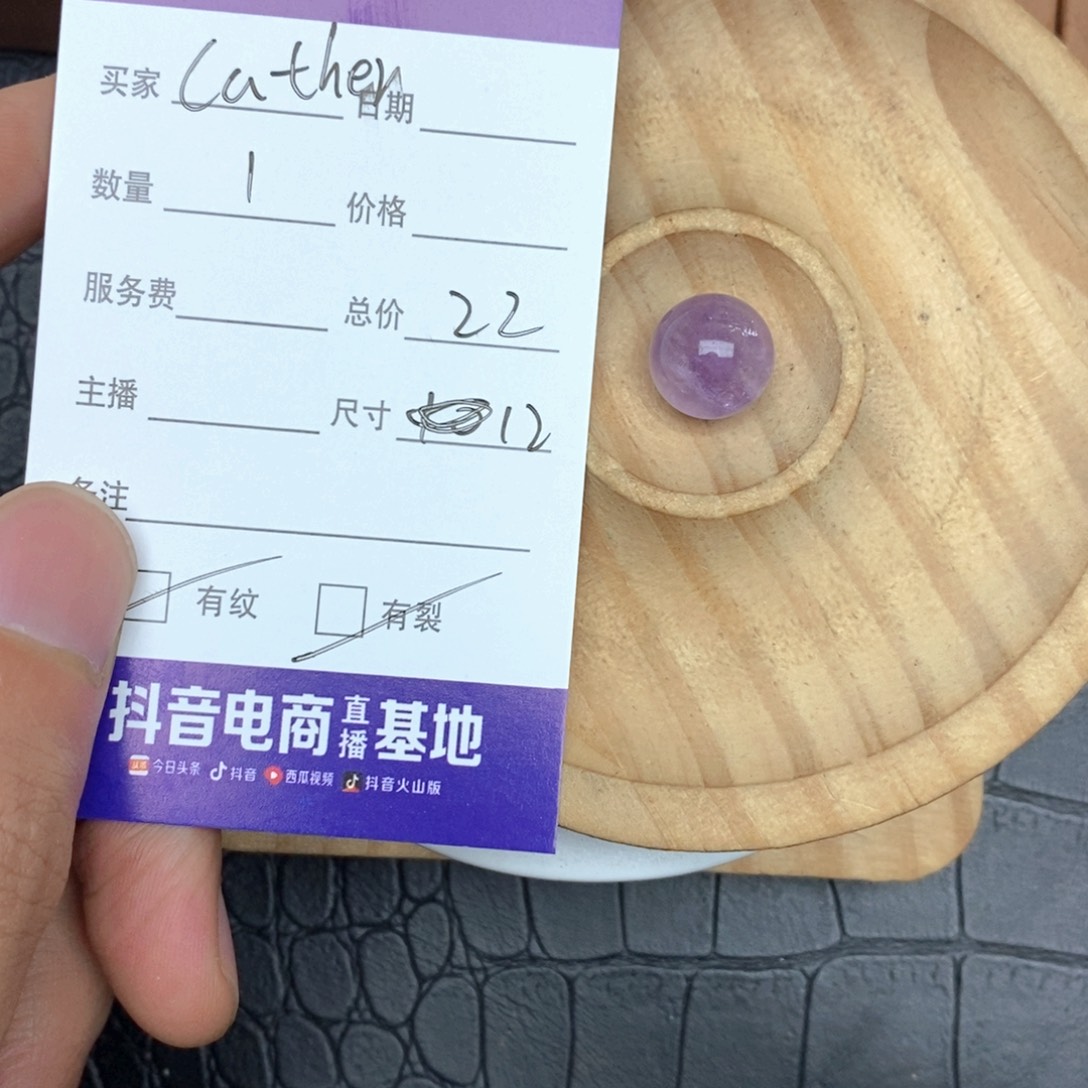 买家 Cather 日期
数量 1 价格
服务费 总价 22
主播 尺寸 12
备注
有纹 有裂
抖音电商直播基地
今日头条 抖音 西瓜视频 抖音火山版